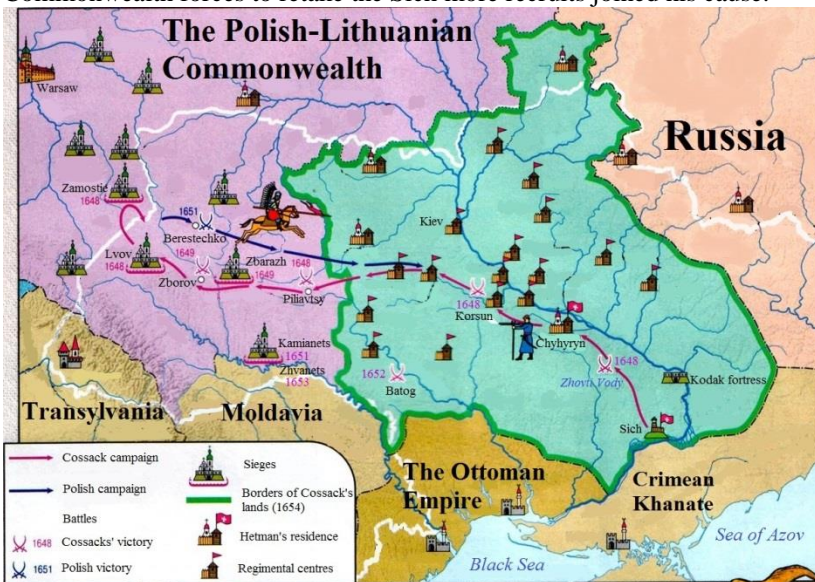 Commonwealth forces to retake the Sich more recruits joined his cause.
The Polish-Lithuanian
Commonwealth
Warsaw
Russia
Zamostie
1648
1651
Berestechko
Kiev
Lvov
1648
1649
Zborov
Zbarazh
1649
1648
Piliavtsy
1648
Korsun
Chyhyryn
1648
Zhovti Vody
Kodak fortress
Kamianets
1651
Zhvanets
1653
1652
Batog
Sich
Transylvania
Moldavia
The Ottoman
Empire
Crimean
Khanate
Sea of Azov
Black Sea
Cossack campaign
Polish campaign
Battles
1648 Cossacks' victory
1651 Polish victory
Sieges
Borders of Cossack's
lands (1654)
Hetman's residence
Regimental centres